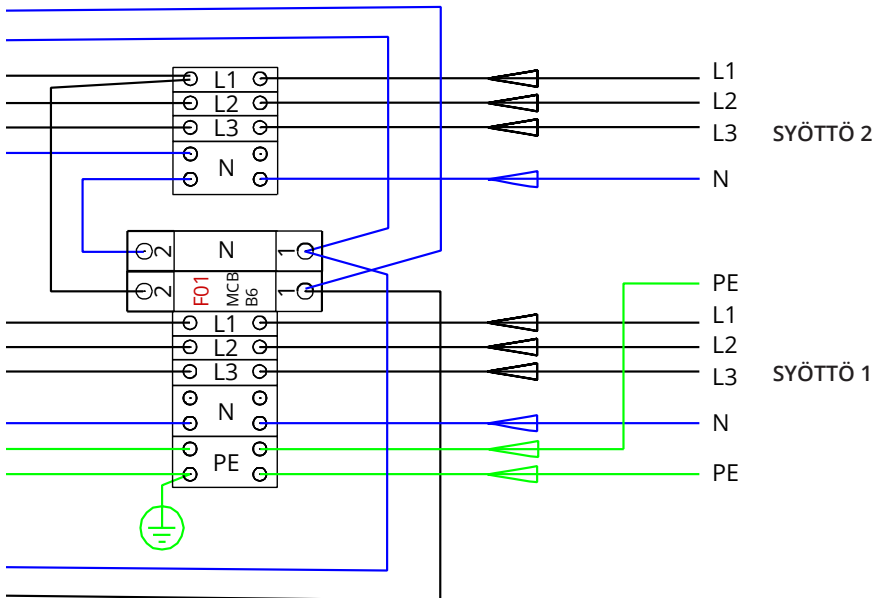 L1 L1
L2 L2
L3 L3 SYÖTTÖ 2
N N
2 N 1
2 F01 MCB B6 1
PE
L1 L1
L2 L2
L3 L3 SYÖTTÖ 1
N N
PE PE